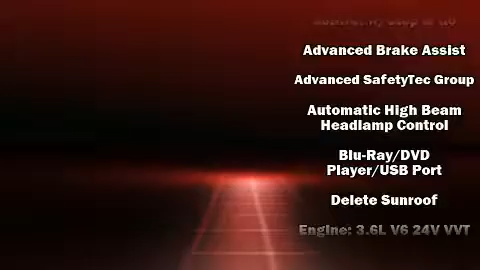 Advanced Brake Assist
Advanced SafetyTec Group
Automatic High Beam
Headlamp Control
Blu-Ray/DVD
Player/USB Port
Delete Sunroof
Engine: 3.6L V6 24V VVT